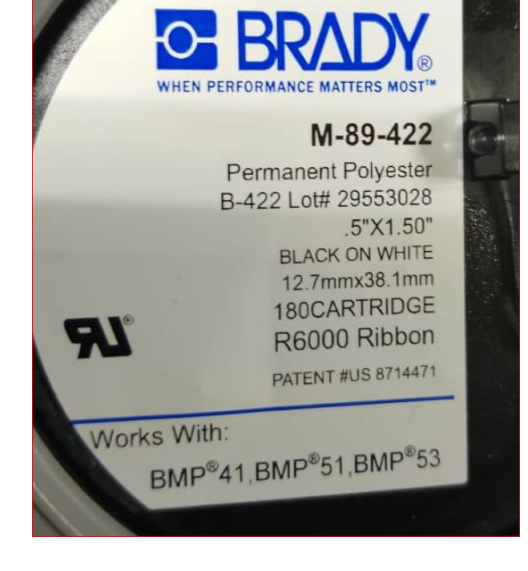 BRADY®
WHEN PERFORMANCE MATTERS MOST™
M-89-422
Permanent Polyester
B-422 Lot# 29553028
.5"X1.50"
BLACK ON WHITE
12.7mmx38.1mm
180CARTRIDGE
R6000 Ribbon
PATENT #US 8714471
Works With:
BMP®41,BMP®51,BMP®53